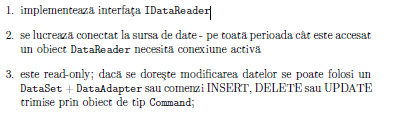 1. implementează interfaţa IDataReader
2. se lucrează conectat la sursa de date - pe toată perioada cât este accesat
un obiect DataReader necesită conexiune activă
3. este read-only; dacă se doreşte modificarea datelor se poate folosi un
DataSet + DataAdapter sau comenzi INSERT, DELETE sau UPDATE
trimise prin obiect de tip Command;